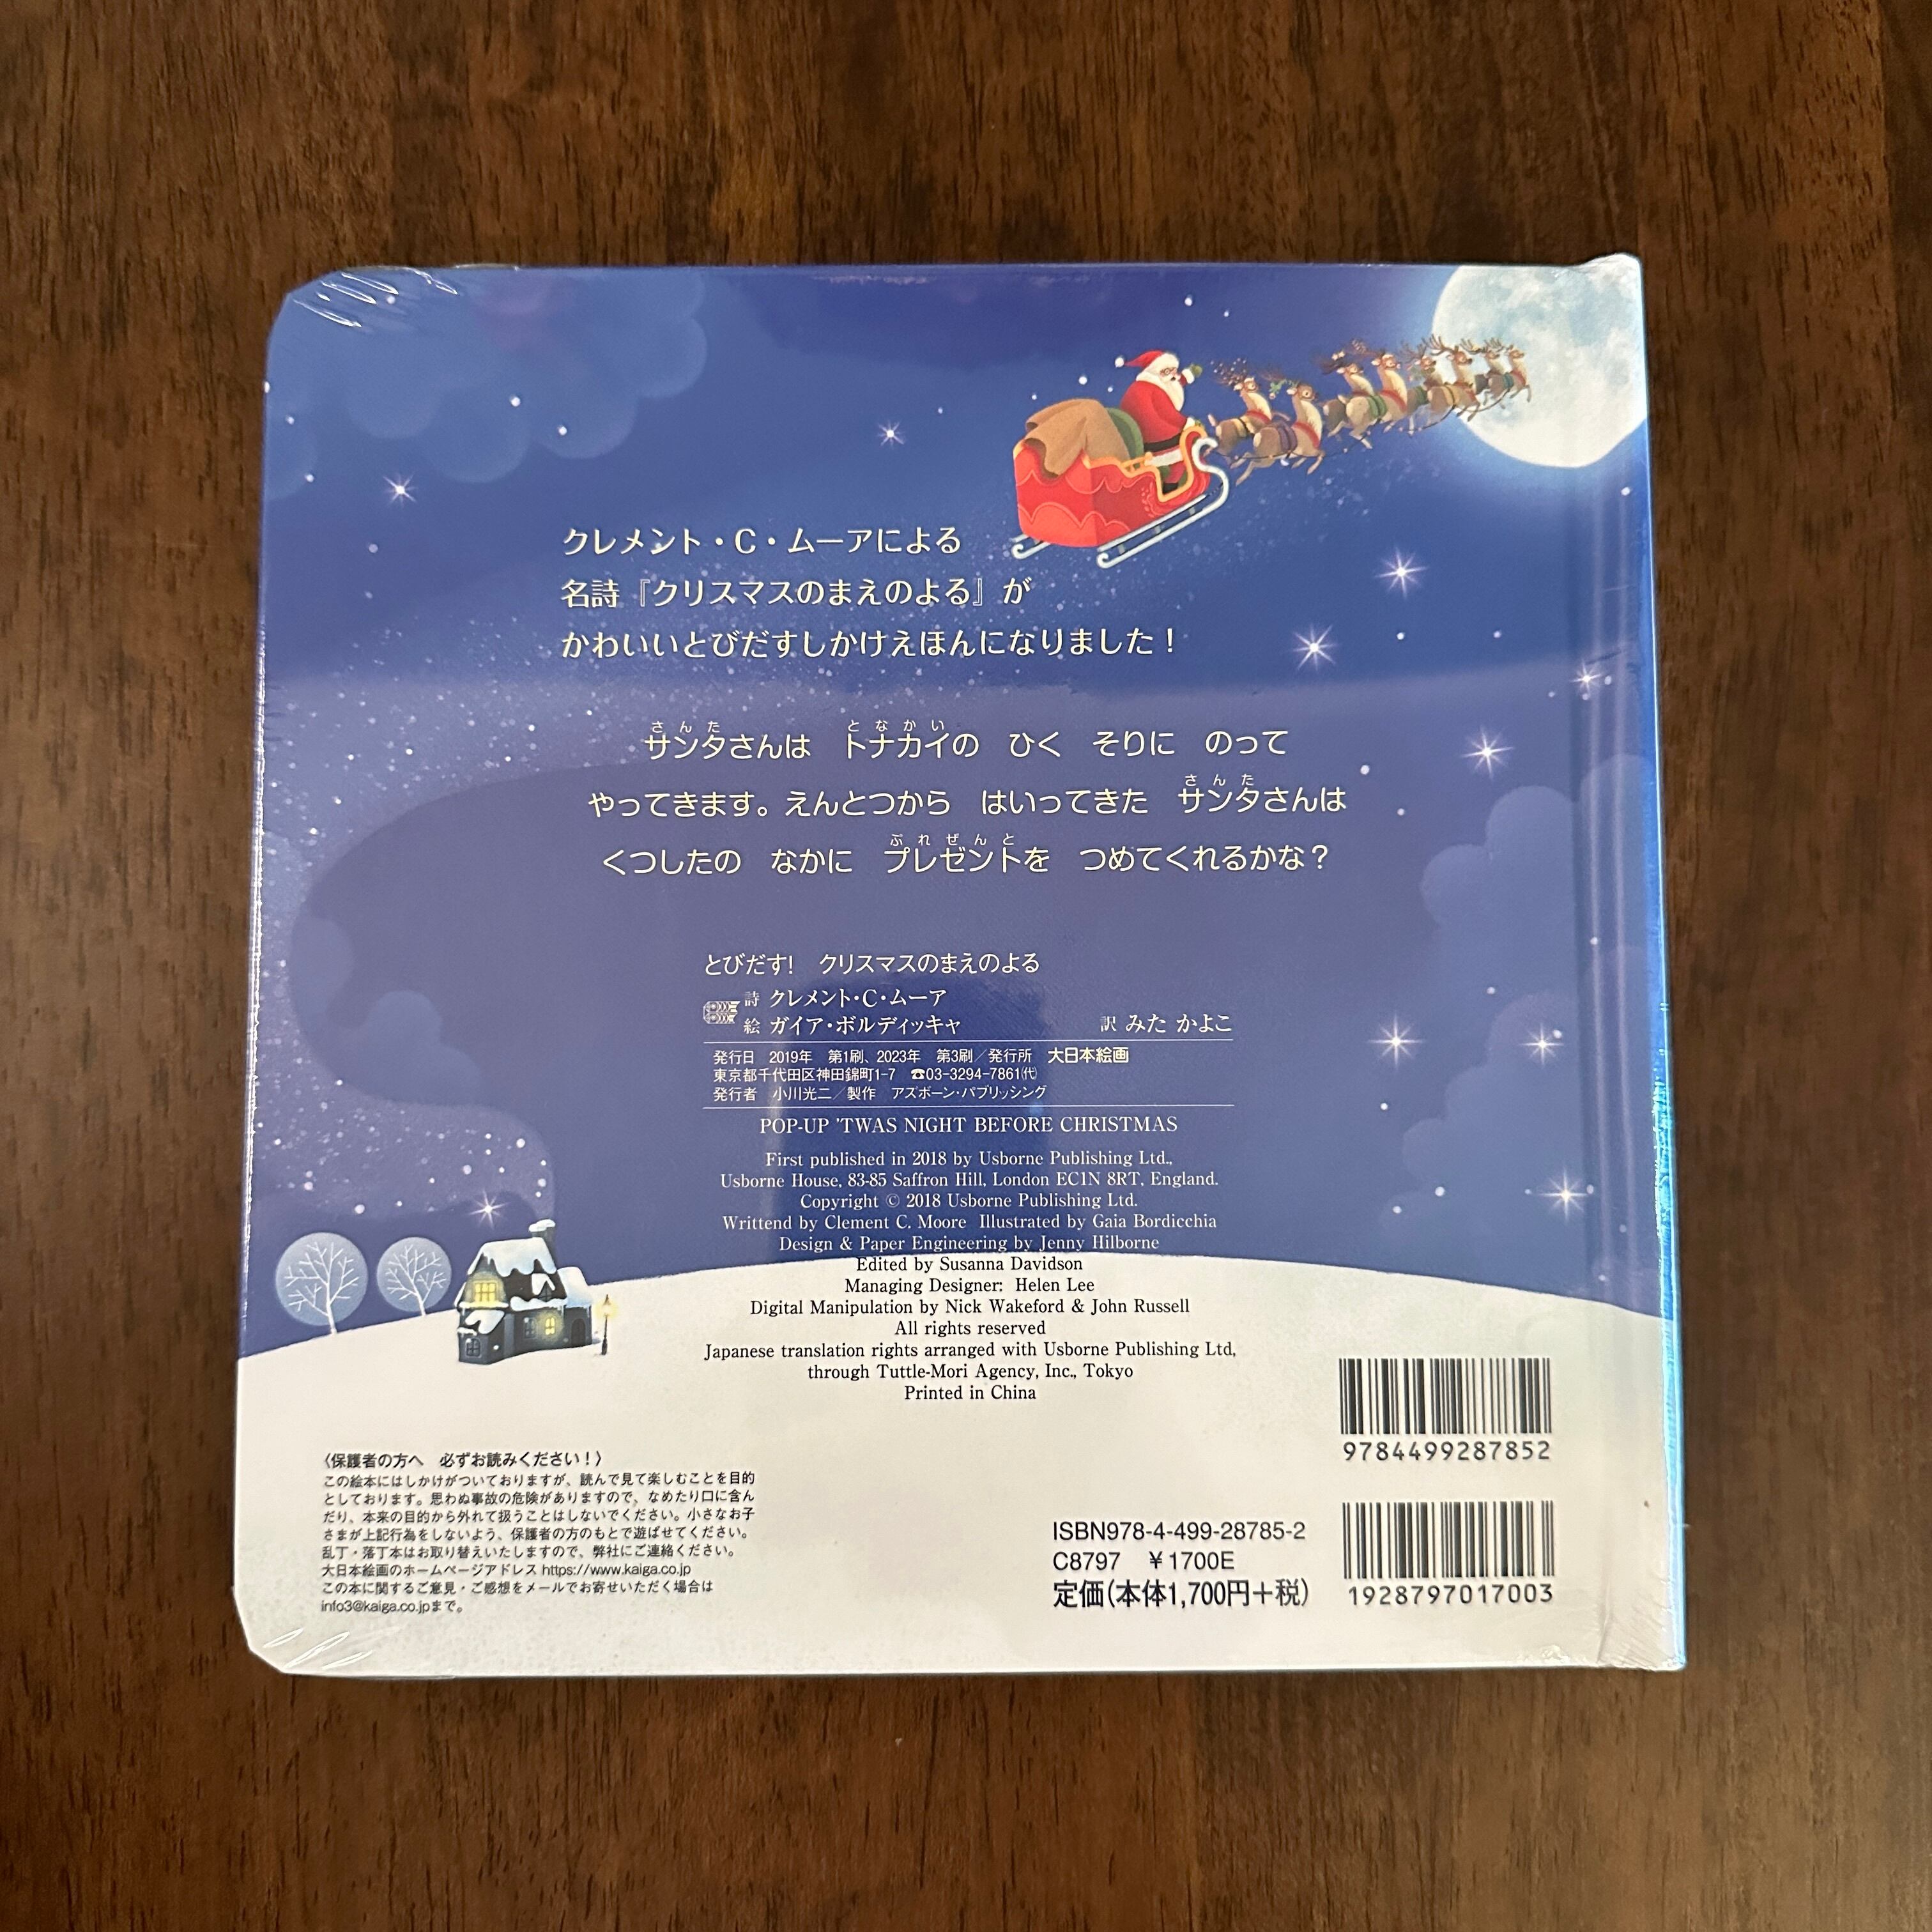 クレメント・C・ムーアによる
名詩『クリスマスのまえのよる』が
かわいいとびだすしかけえほんになりました！
さんた となかい
サンタさんは トナカイの ひく そりに のって
さんた
やってきます。えんとつから はいってきた サンタさんは
ぷれぜんと
くつしたの なかに プレゼントを つめてくれるかな？
とびだす! クリスマスのまえのよる
詩 クレメント・C・ムーア
絵 ガイア・ボルディッキャ 訳 みた かよこ
発行日 2019年 第1刷、2023年 第3刷／発行所 大日本絵画
東京都千代田区神田錦町1-7 ☎03-3294-7861㈹
発行者 小川光二／製作 アズボーン・パブリッシング
POP-UP 'TWAS NIGHT BEFORE CHRISTMAS
First published in 2018 by Usborne Publishing Ltd.,
Usborne House, 83-85 Saffron Hill, London EC1N 8RT, England.
Copyright © 2018 Usborne Publishing Ltd.
Writtend by Clement C. Moore Illustrated by Gaia Bordicchia
Design & Paper Engineering by Jenny Hilborne
Edited by Susanna Davidson
Managing Designer: Helen Lee
Digital Manipulation by Nick Wakeford & John Russell
All rights reserved
Japanese translation rights arranged with Usborne Publishing Ltd,
through Tuttle-Mori Agency, Inc., Tokyo
Printed in China
〈保護者の方へ 必ずお読みください！〉
この絵本にはしかけがついておりますが、読んで見て楽しむことを目的
としております。思わぬ事故の危険がありますので、なめたり口に含ん
だり、本来の目的から外れて扱うことはしないでください。小さなお子
さまが上記行為をしないよう、保護者の方のもとで遊ばせてください。
乱丁・落丁本はお取り替えいたしますので、弊社にご連絡ください。
大日本絵画のホームページアドレス https://www.kaiga.co.jp
この本に関するご意見・ご感想をメールでお寄せいただく場合は
info3@kaiga.co.jpまで。
9784499287852
ISBN978-4-499-28785-2
C8797 ￥1700E
定価(本体1,700円+税)
1928797017003